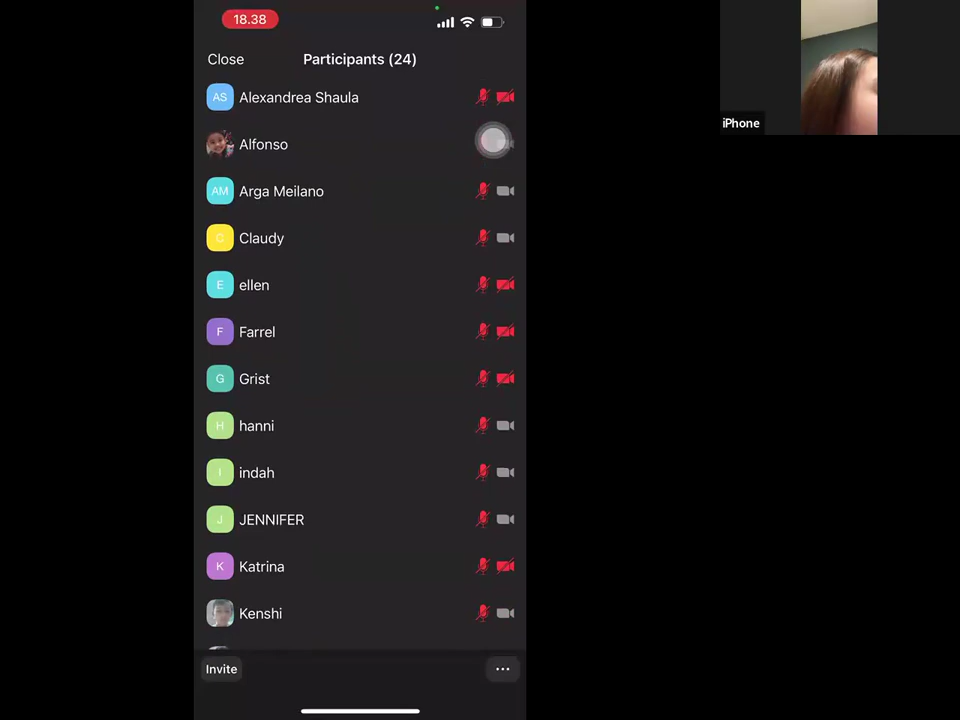 18.38
Close
Participants (24)
AS
Alexandrea Shaula
Alfonso
AM
Arga Meilano
C
Claudy
E
ellen
F
Farrel
G
Grist
H
hanni
I
indah
J
JENNIFER
K
Katrina
Kenshi
Invite
iPhone